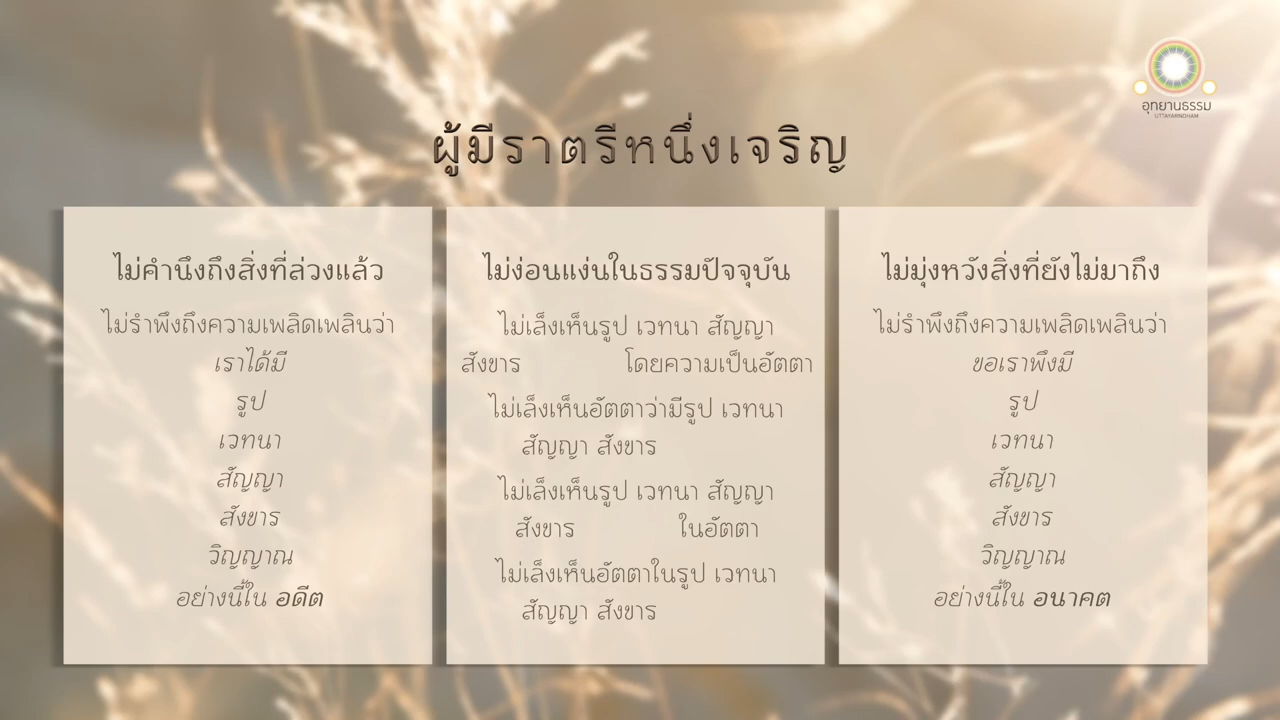 อุทยานธรรม
UTTAYARNDHAM
ผู้มีราตรีหนึ่งเจริญ
ไม่คำนึงถึงสิ่งที่ล่วงแล้ว
ไม่รำพึงถึงความเพลิดเพลินว่า
เราได้มี
รูป
เวทนา
สัญญา
สังขาร
วิญญาณ
อย่างนี้ใน อดีต
ไม่ง่อนแง่นในธรรมปัจจุบัน
ไม่เล็งเห็นรูป เวทนา สัญญา
สังขาร โดยความเป็นอัตตา
ไม่เล็งเห็นอัตตาว่ามีรูป เวทนา
สัญญา สังขาร
ไม่เล็งเห็นรูป เวทนา สัญญา
สังขาร ในอัตตา
ไม่เล็งเห็นอัตตาในรูป เวทนา
สัญญา สังขาร
ไม่มุ่งหวังสิ่งที่ยังไม่มาถึง
ไม่รำพึงถึงความเพลิดเพลินว่า
ขอเราพึงมี
รูป
เวทนา
สัญญา
สังขาร
วิญญาณ
อย่างนี้ใน อนาคต